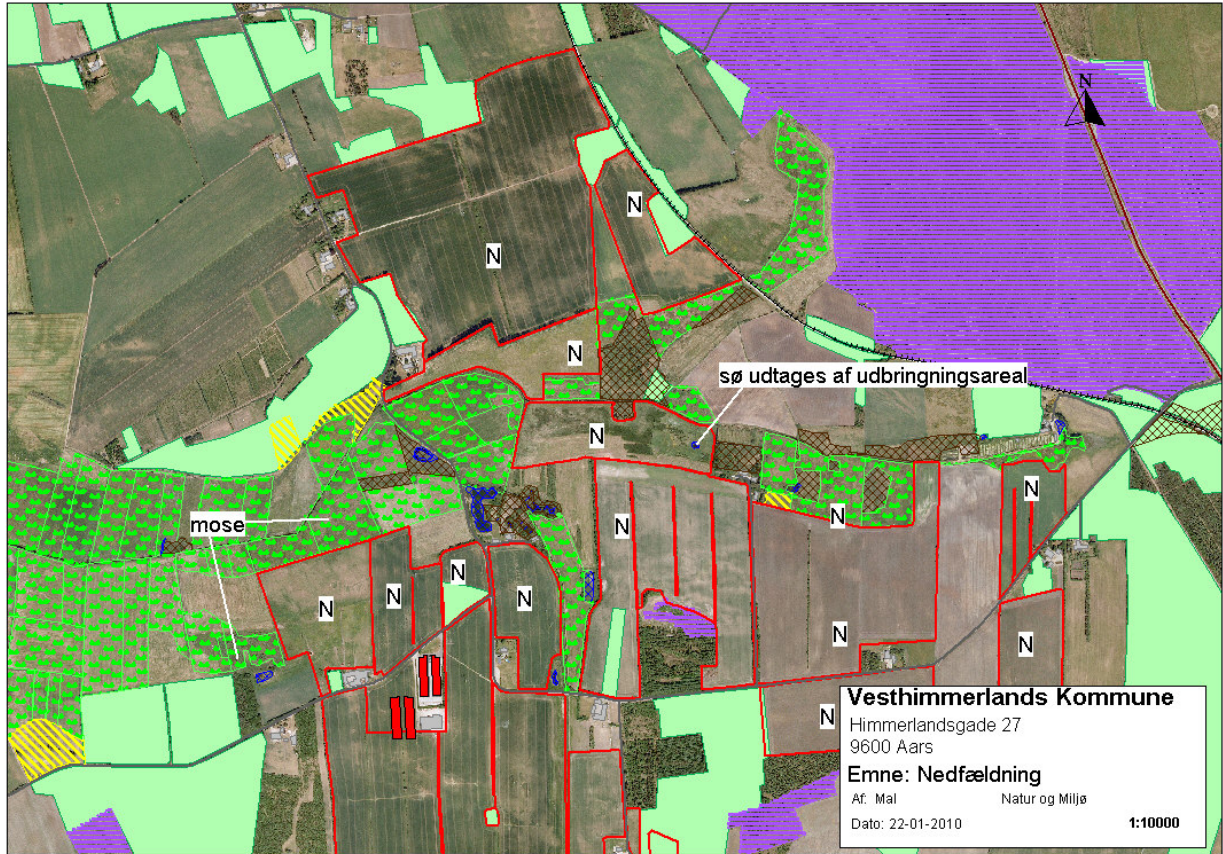 N
N
N
N
sø udtages af udbringningsareal
N
mose
N
N
N
N
N
N
N
N
N
N
Vesthimmerlands Kommune
Himmerlandsgade 27
9600 Aars
Emne: Nedfældning
Af: Mal Natur og Miljø
Dato: 22-01-2010 1:10000